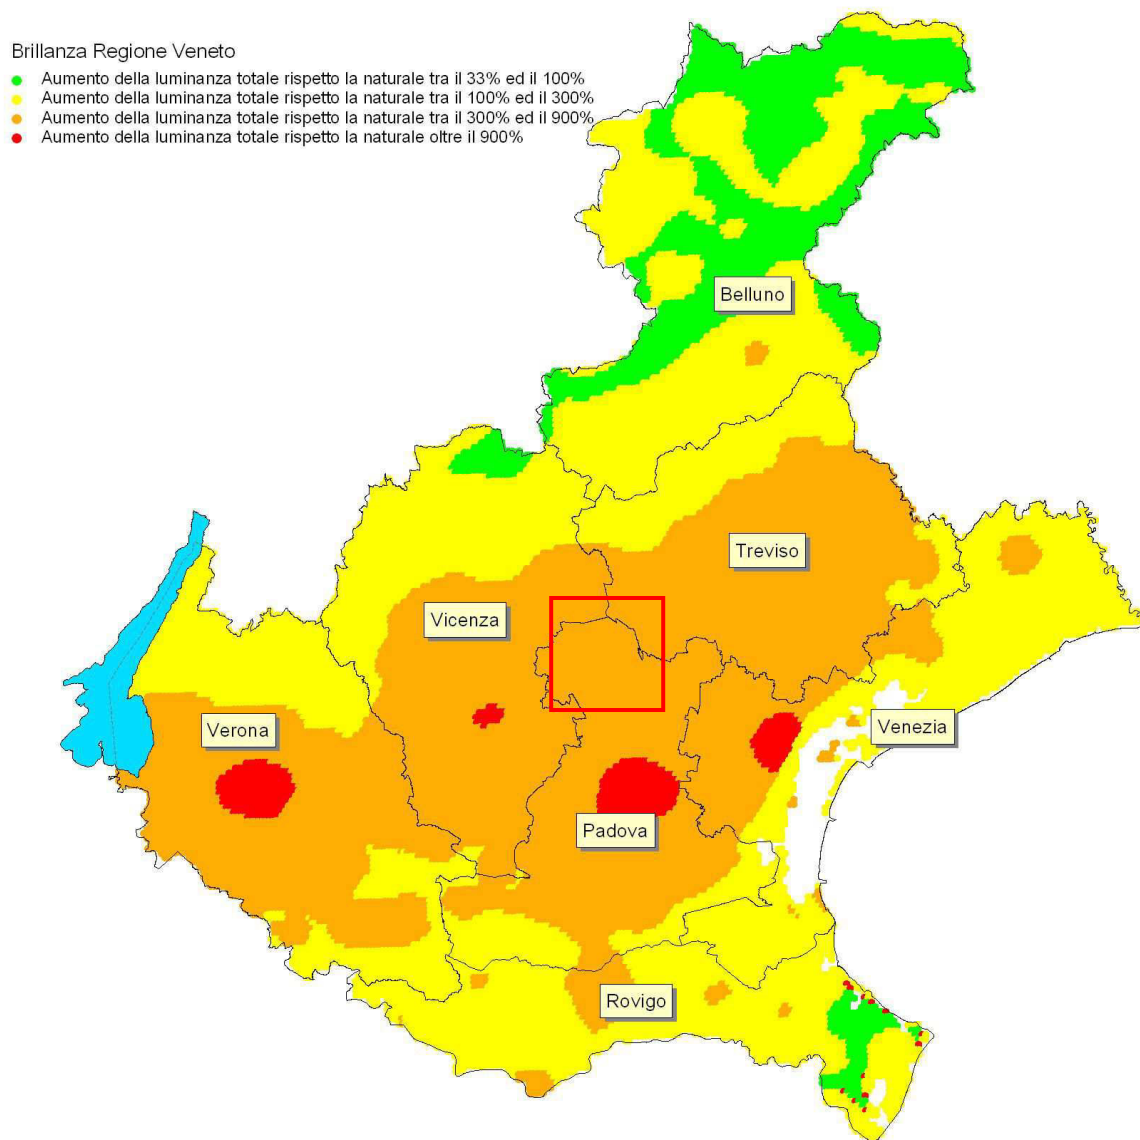 Brillanza Regione Veneto
Aumento della luminanza totale rispetto la naturale tra il 33% ed il 100%
Aumento della luminanza totale rispetto la naturale tra il 100% ed il 300%
Aumento della luminanza totale rispetto la naturale tra il 300% ed il 900%
Aumento della luminanza totale rispetto la naturale oltre il 900%
Belluno
Treviso
Vicenza
Verona
Venezia
Padova
Rovigo